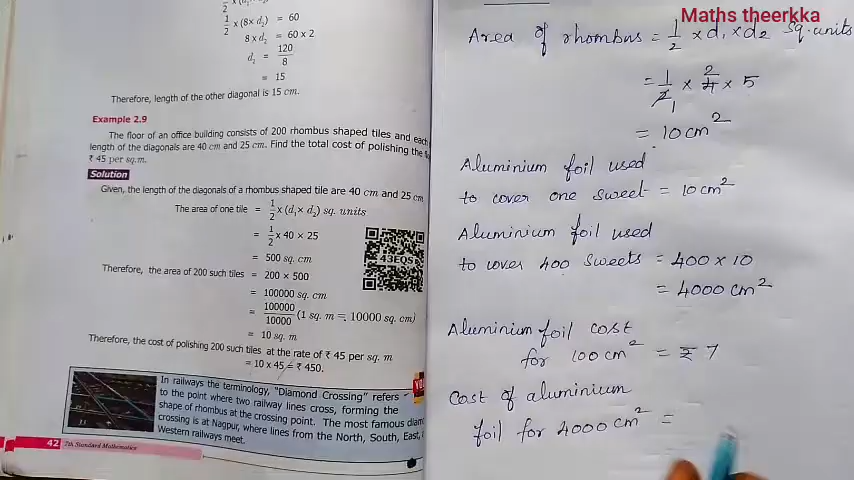 1/2 × (8× d2) = 60
8 × d2 = 60 × 2
d2 = 120/8
= 15
Therefore, length of the other diagonal is 15 cm.
Example 2.9
The floor of an office building consists of 200 rhombus shaped tiles and each
length of the diagonals are 40 cm and 25 cm. Find the total cost of polishing the
₹ 45 per sq.m.
Solution
Given, the length of the diagonals of a rhombus shaped tile are 40 cm and 25 cm
The area of one tile = 1/2 × (d1× d2) sq. units
= 1/2 × 40 × 25
= 500 sq. cm
43EQS6
Therefore, the area of 200 such tiles = 200 × 500
= 100000 sq. cm
= 100000/10000 (1 sq. m = 10000 sq. cm)
= 10 sq. m
Therefore, the cost of polishing 200 such tiles at the rate of ₹ 45 per sq. m
= 10 × 45 = ₹ 450.
In railways the terminology, "Diamond Crossing" refers
to the point where two railway lines cross, forming the
shape of rhombus at the crossing point. The most famous diam
crossing is at Nagpur, where lines from the North, South, East,
Western railways meet.
42 7th Standard Mathematics
Maths theerkka
Area of rhombus = 1/2 × d1 × d2 sq.units
= 1/2 × 4 × 5
2
1
= 10 cm²
Aluminium foil used
to cover one sweet = 10 cm²
Aluminium foil used
to cover 400 sweets = 400 × 10
= 4000 cm²
Aluminium foil cost
for 100 cm² = ₹ 7
Cost of aluminium
foil for 4000 cm² =